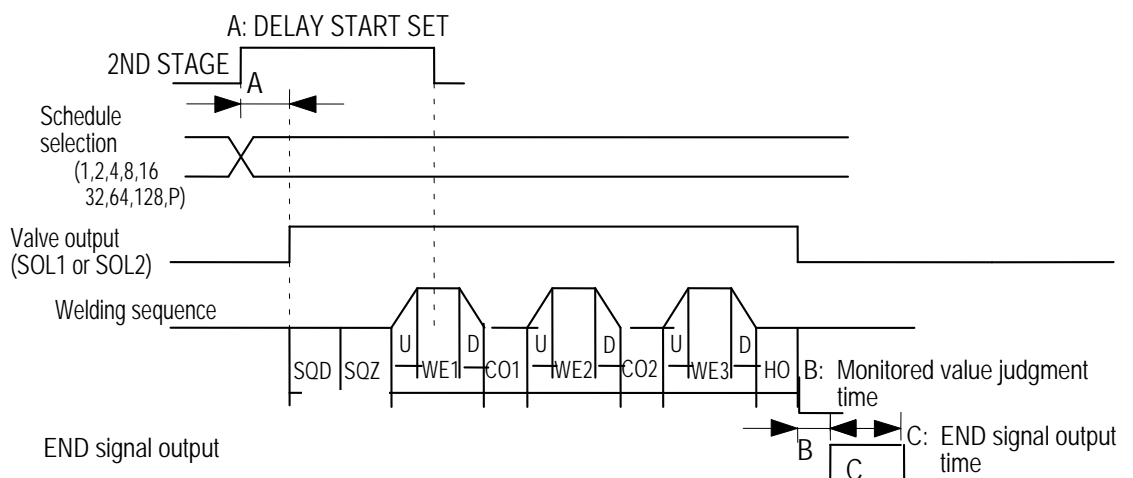 A: DELAY START SET
2ND STAGE
A
Schedule
selection
(1,2,4,8,16
32,64,128,P)
Valve output
(SOL1 or SOL2)
Welding sequence
U D U D U D
SQD SQZ WE1 CO1 WE2 CO2 WE3 HO
B: Monitored value judgment
time
END signal output
B
C: END signal output
time
C